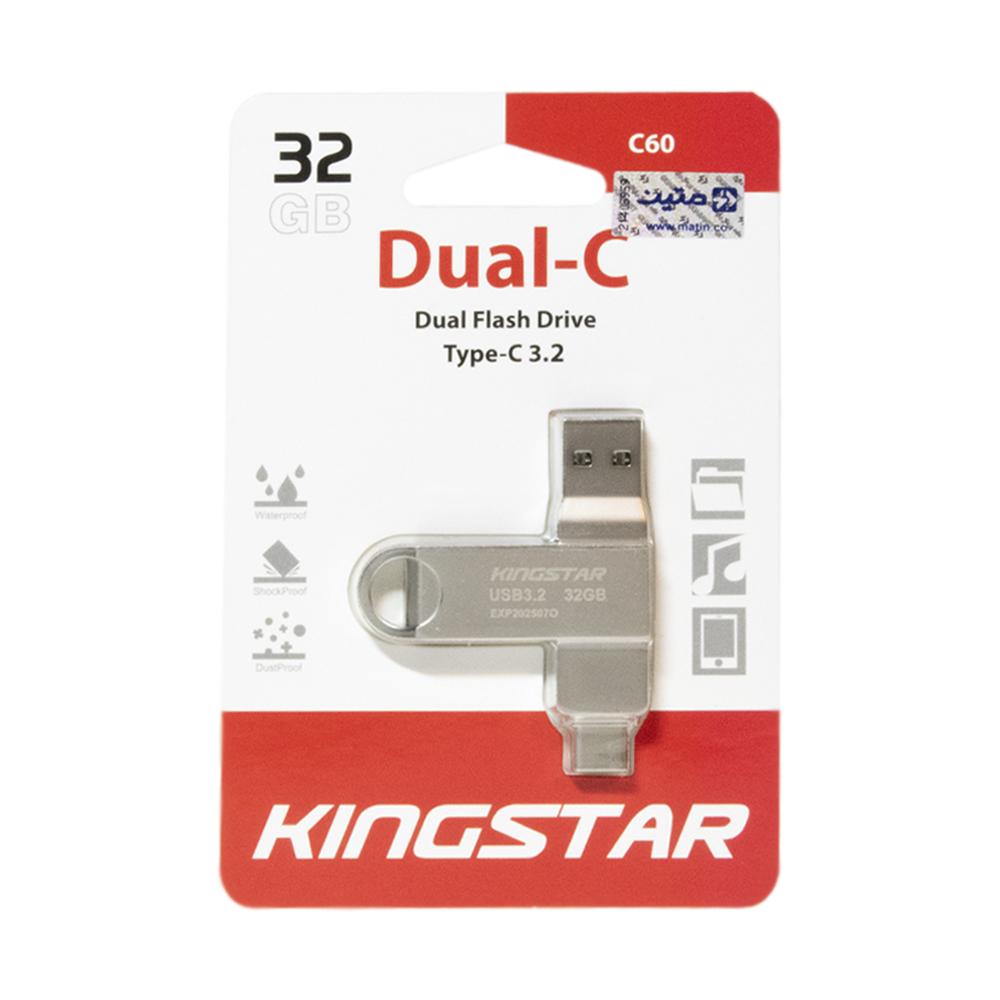 32
GB
C60
متین
www.matin.co
Dual-C
Dual Flash Drive
Type-C 3.2
Waterproof
ShockProof
DustProof
KINGSTAR
USB3.2 32GB
EXP202507O
KINGSTAR